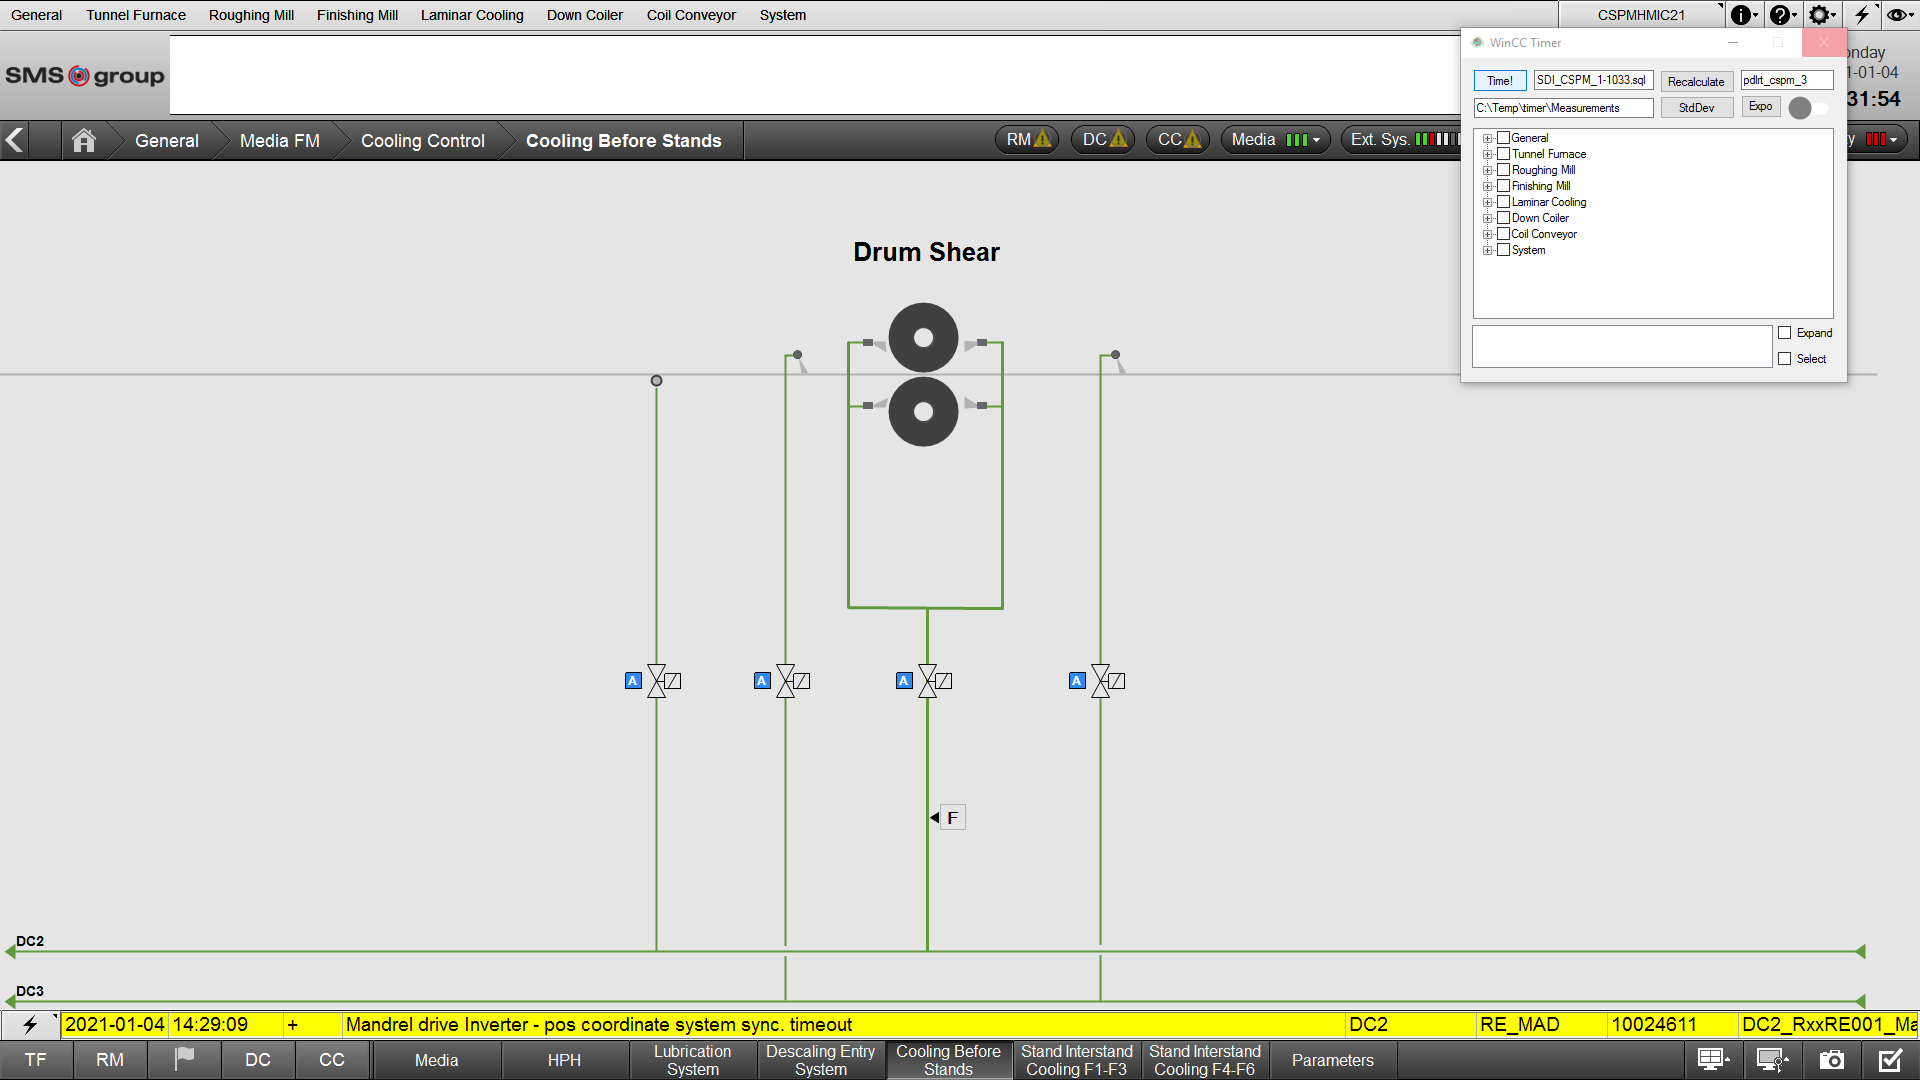 General Tunnel Furnace Roughing Mill Finishing Mill Laminar Cooling Down Coiler Coil Conveyor System CSPMHMIC21
SMS group
WinCC Timer
onday
Time! SDI_CSPM_1-1033.sql Recalculate pdlrt_cspm_3
1-01-04
C:\Temp\timer\Measurements StdDev Expo
31:54
General Media FM Cooling Control Cooling Before Stands RM DC CC Media Ext. Sys. y
General
Tunnel Furnace
Roughing Mill
Finishing Mill
Laminar Cooling
Down Coiler
Coil Conveyor
System
Expand
Select
Drum Shear
A A A A
F
DC2
DC3
2021-01-04 14:29:09 + Mandrel drive Inverter - pos coordinate system sync. timeout DC2 RE_MAD 10024611 DC2_RxxRE001_Ma
TF RM DC CC Media HPH Lubrication System Descaling Entry System Cooling Before Stands Stand Interstand Cooling F1-F3 Stand Interstand Cooling F4-F6 Parameters